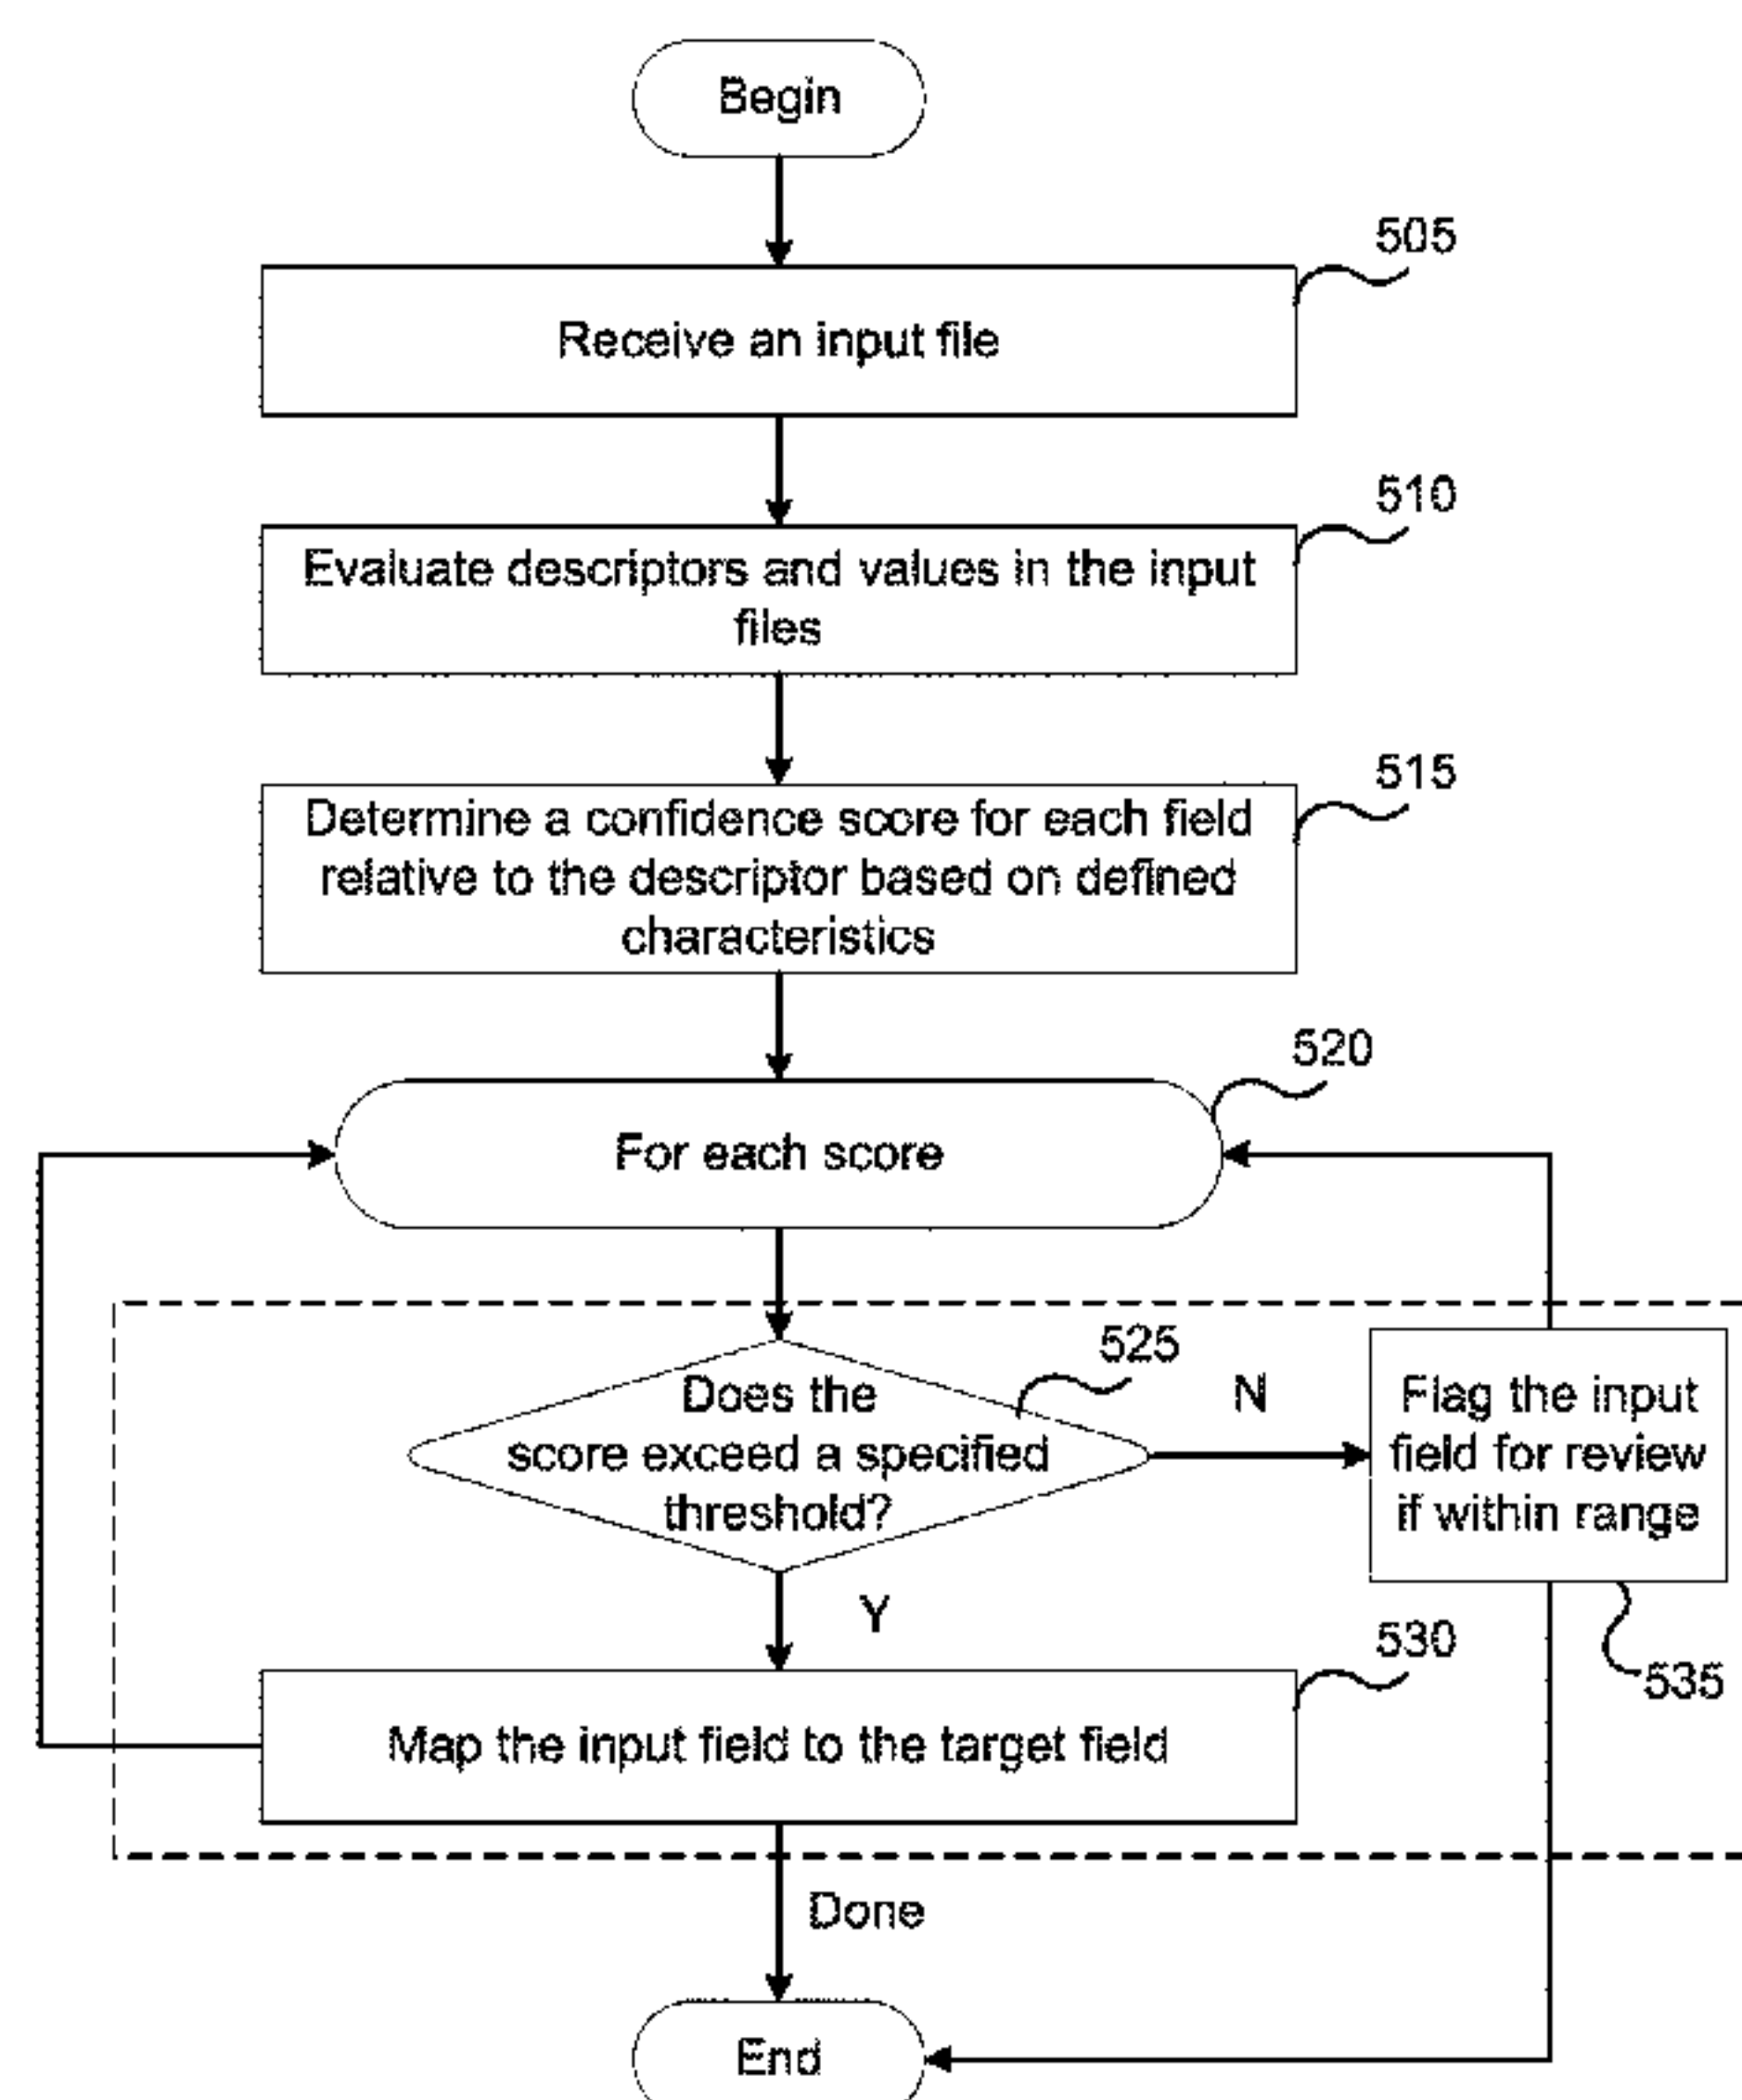 Begin
505
Receive an input file
510
Evaluate descriptors and values in the input
files
515
Determine a confidence score for each field
relative to the descriptor based on defined
characteristics
520
For each score
525
Does the
score exceed a specified
threshold?
N
Flag the input
field for review
if within range
Y
530
535
Map the input field to the target field
Done
End